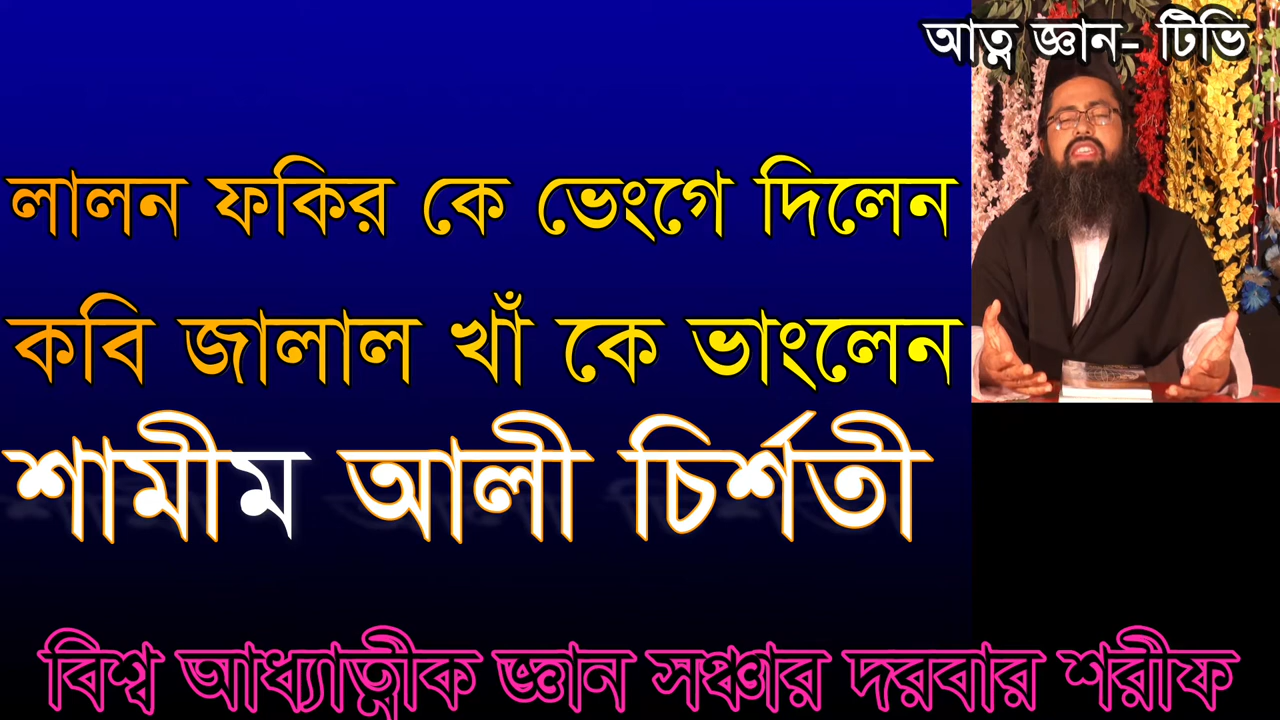 আত্ন জ্ঞান- টিভি
লালন ফকির কে ভেংগে দিলেন
কবি জালাল খাঁ কে ভাংলেন
শামীম আলী চির্শতী
বিশ্ব আধ্যাত্নীক জ্ঞান সঞ্চার দরবার শরীফ